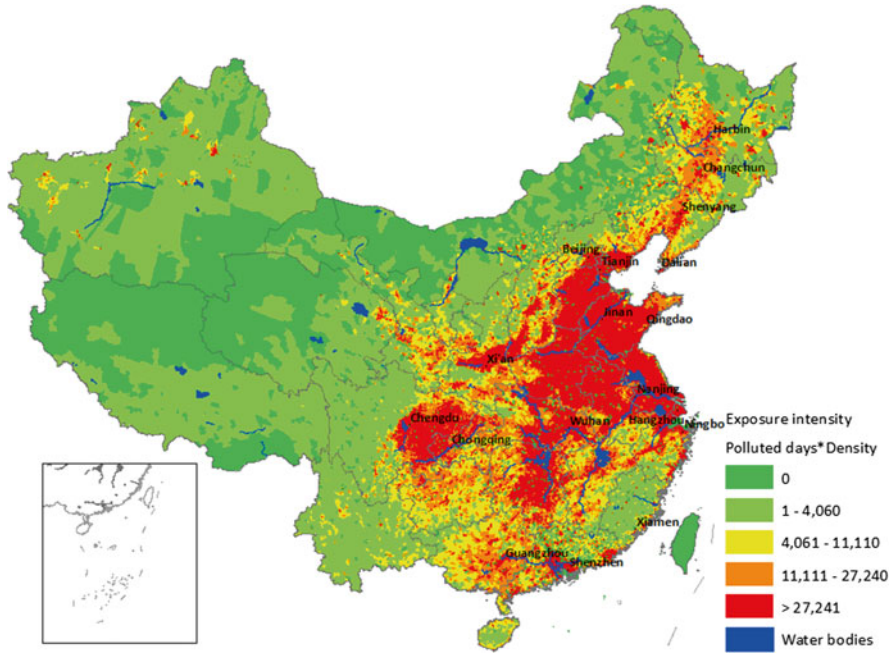 Harbin
Changchun
Shenyang
Beijing
Tianjin
Dalian
Jinan
Qingdao
Xi'an
Nanjing
Chengdu
Wuhan
Hangzhou
Ningbo
Chongqing
Xiamen
Guangzhou
Shenzhen
Exposure intensity
Polluted days*Density
0
1 - 4,060
4,061 - 11,110
11,111 - 27,240
> 27,241
Water bodies